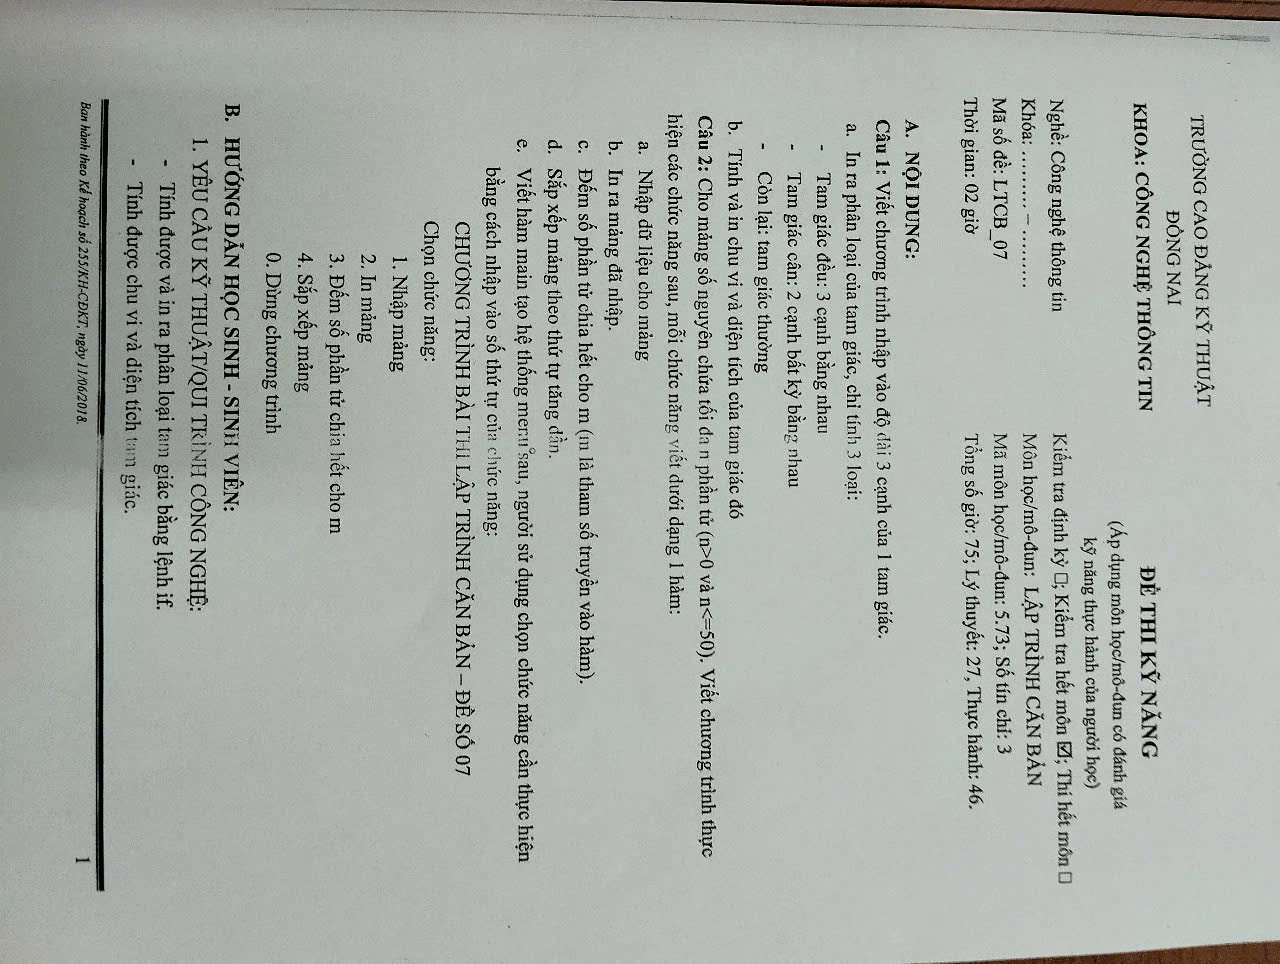 TRƯỜNG CAO ĐẲNG KỸ THUẬT
ĐỒNG NAI
KHOA: CÔNG NGHỆ THÔNG TIN
ĐỀ THI KỸ NĂNG
(Áp dụng môn học/mô-đun có đánh giá
kỹ năng thực hành của người học)
Nghề: Công nghệ thông tin
Khóa: .......... – ..........
Mã số đề: LTCB_07
Thời gian: 02 giờ
Kiểm tra định kỳ □; Kiểm tra hết môn ☑; Thi hết môn □
Môn học/mô-đun: LẬP TRÌNH CĂN BẢN
Mã môn học/mô-đun: 5.73; Số tín chỉ: 3
Tổng số giờ: 75; Lý thuyết: 27, Thực hành: 46.
A. NỘI DUNG:
Câu 1: Viết chương trình nhập vào độ dài 3 cạnh của 1 tam giác.
a. In ra phân loại của tam giác, chỉ tính 3 loại:
- Tam giác đều: 3 cạnh bằng nhau
- Tam giác cân: 2 cạnh bất kỳ bằng nhau
- Còn lại: tam giác thường
b. Tính và in chu vi và diện tích của tam giác đó
Câu 2: Cho mảng số nguyên chứa tối đa n phần tử (n>0 và n<=50). Viết chương trình thực
hiện các chức năng sau, mỗi chức năng viết dưới dạng 1 hàm:
a. Nhập dữ liệu cho mảng
b. In ra mảng đã nhập.
c. Đếm số phần tử chia hết cho m (m là tham số truyền vào hàm).
d. Sắp xếp mảng theo thứ tự tăng dần.
e. Viết hàm main tạo hệ thống menu sau, người sử dụng chọn chức năng cần thực hiện
bằng cách nhập vào số thứ tự của chức năng:
CHƯƠNG TRÌNH BÀI THI LẬP TRÌNH CĂN BẢN – ĐỀ SỐ 07
Chọn chức năng:
1. Nhập mảng
2. In mảng
3. Đếm số phần tử chia hết cho m
4. Sắp xếp mảng
0. Dừng chương trình
B. HƯỚNG DẪN HỌC SINH - SINH VIÊN:
1. YÊU CẦU KỸ THUẬT/QUI TRÌNH CÔNG NGHỆ:
- Tính được và in ra phân loại tam giác bằng lệnh if.
- Tính được chu vi và diện tích tam giác.
Ban hành theo Kế hoạch số 255/KH-CĐKT, ngày 11/06/2018.
1